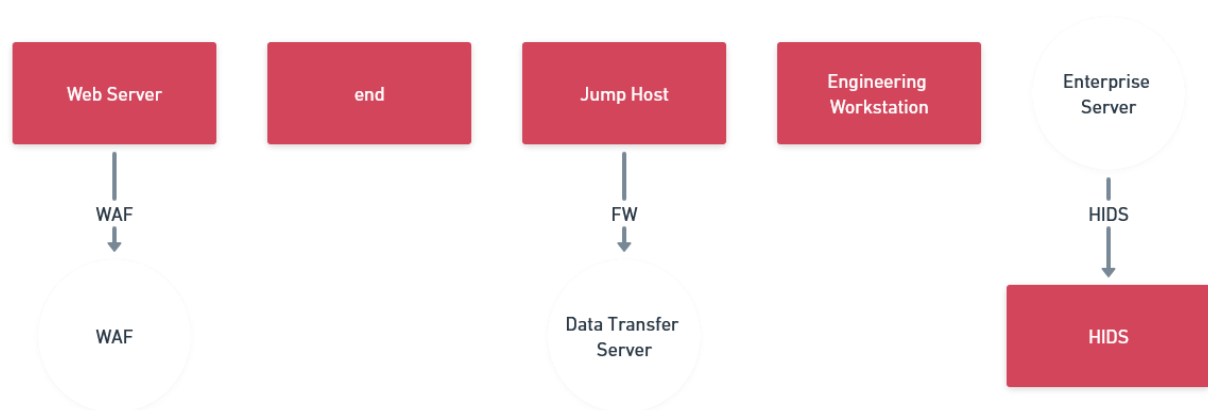 Web Server
end
Jump Host
Engineering
Workstation
Enterprise
Server
WAF
FW
HIDS
WAF
Data Transfer
Server
HIDS